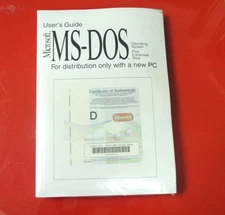 User's Guide
Microsoft
MS-DOS
Operating
System
Plus
Enhanced
Tools
For distribution only with a new PC
Certificate of Authenticity
D
Microsoft